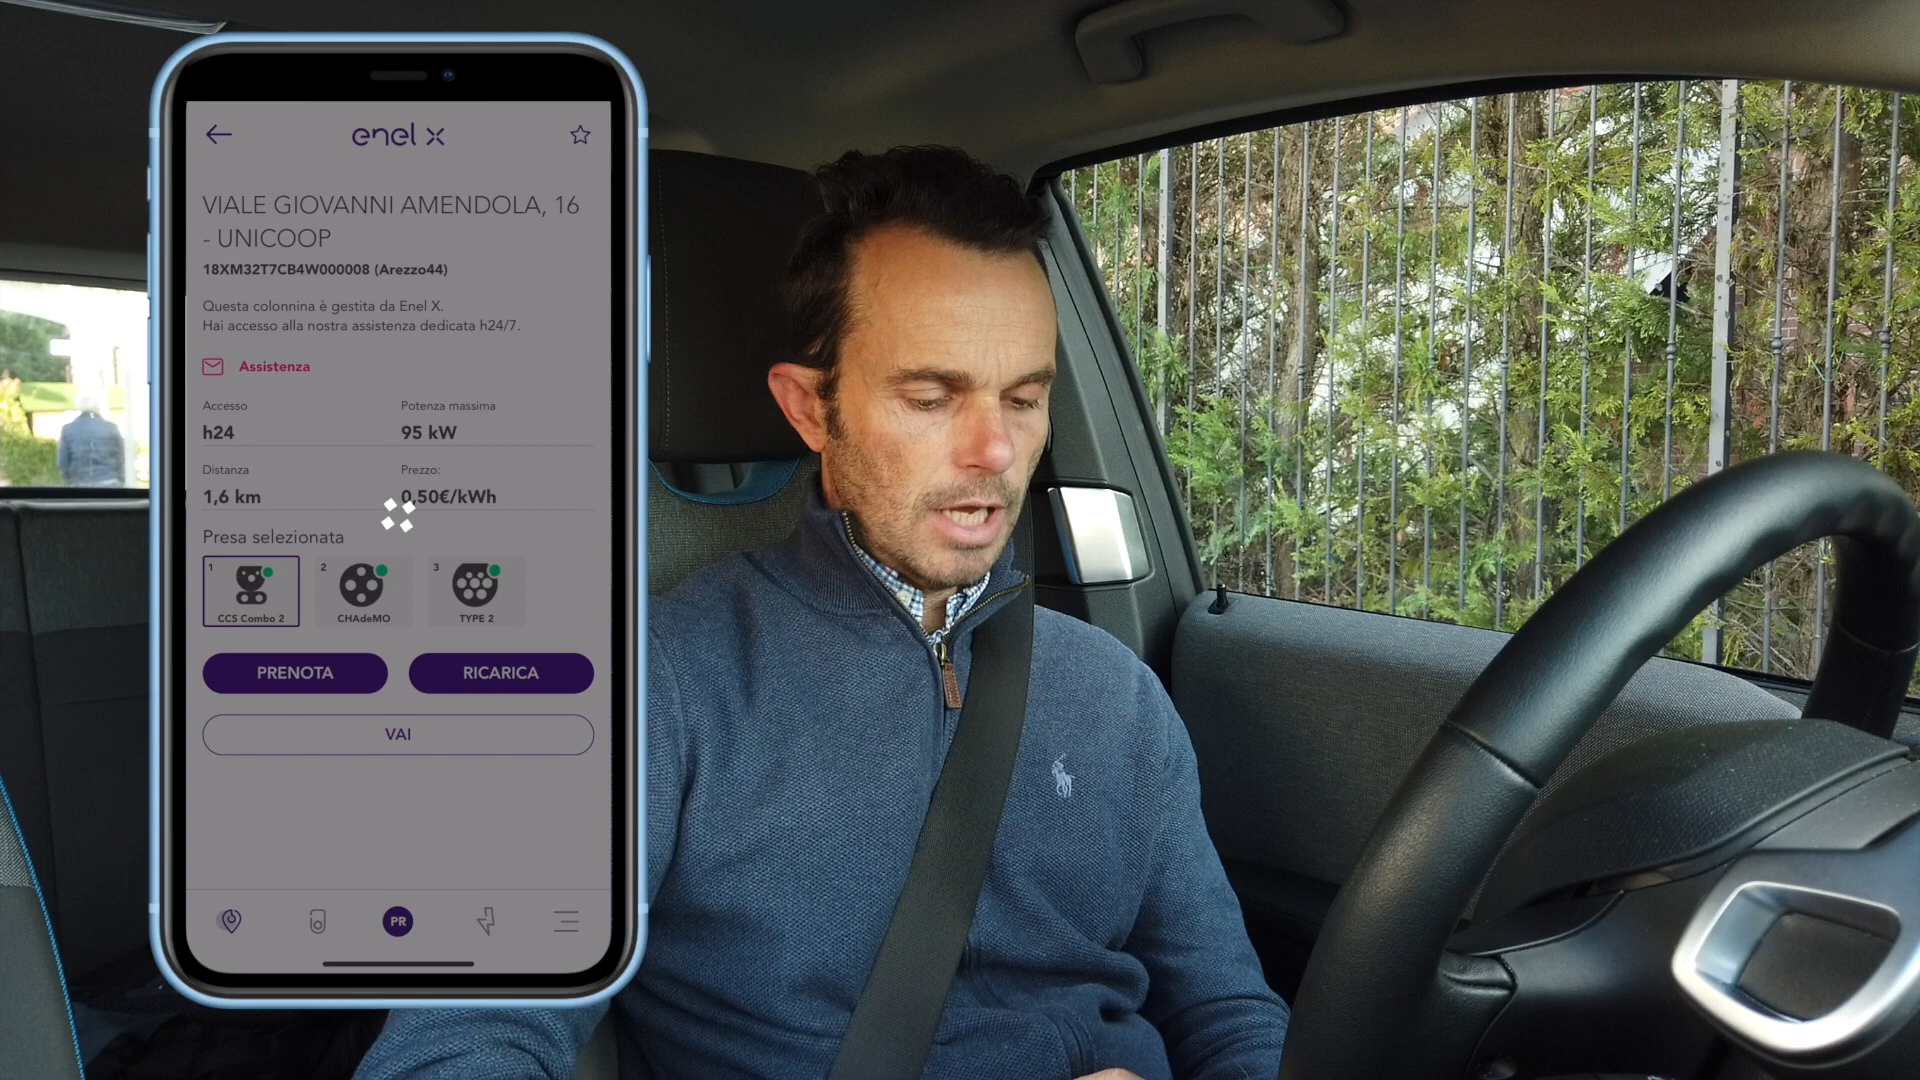 enel x
VIALE GIOVANNI AMENDOLA, 16
- UNICOOP
18XM32T7CB4W000008 (Arezzo44)
Questa colonnina è gestita da Enel X.
Hai accesso alla nostra assistenza dedicata h24/7.
Assistenza
Accesso
Potenza massima
h24
95 kW
Distanza
Prezzo:
1,6 km
0,50€/kWh
Presa selezionata
1
2
3
CCS Combo 2
CHAdeMO
TYPE 2
PRENOTA
RICARICA
VAI
PR